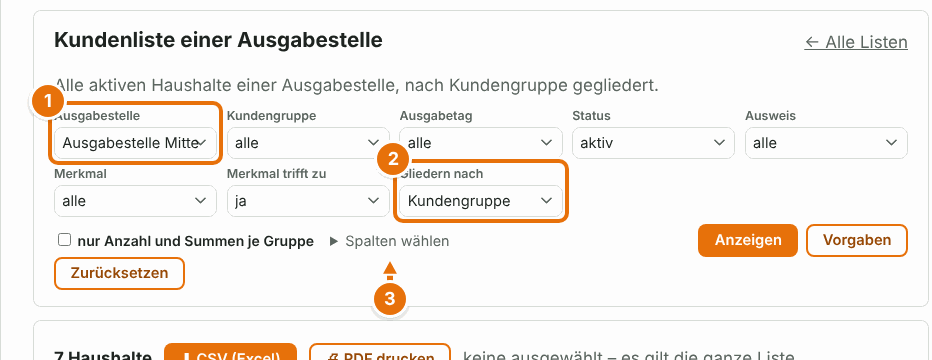 Kundenliste einer Ausgabestelle
← Alle Listen
Alle aktiven Haushalte einer Ausgabestelle, nach Kundengruppe gegliedert.
1
Ausgabestelle Kundengruppe Ausgabetag Status Ausweis
Ausgabestelle Mitte alle alle aktiv alle
2
Merkmal Merkmal trifft zu Gliedern nach
alle ja Kundengruppe
nur Anzahl und Summen je Gruppe ▶ Spalten wählen Anzeigen Vorgaben
Zurücksetzen
3
7 Haushalte CSV (Excel) PDF drucken keine ausgewählt – es gilt die ganze Liste